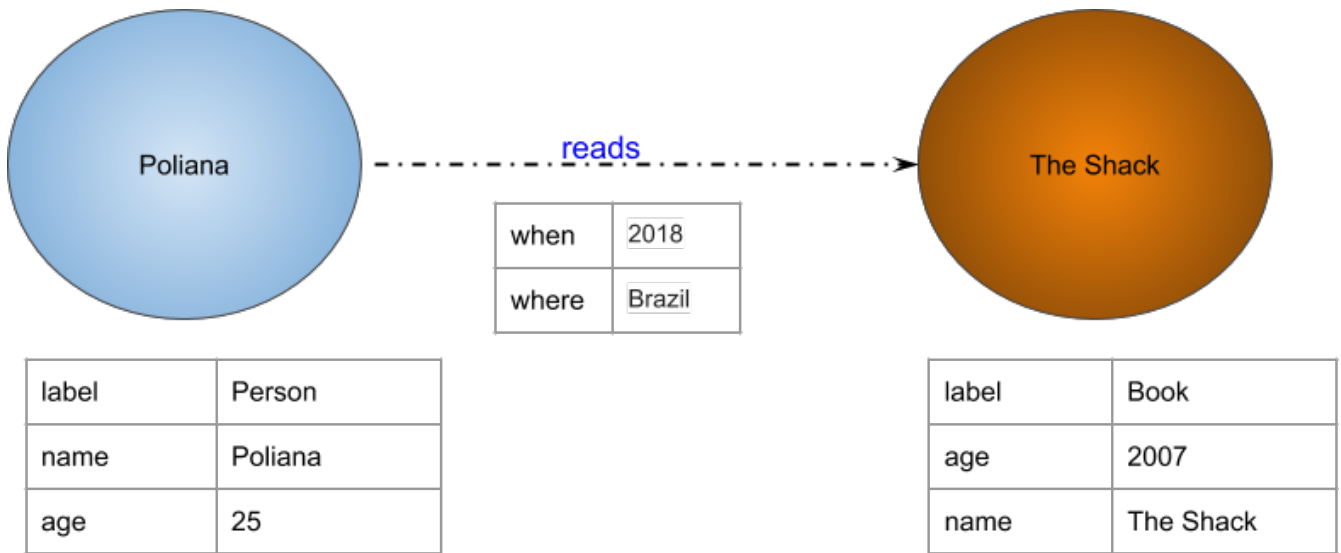 Poliana
reads
The Shack
when 2018
where Brazil
label Person
name Poliana
age 25
label Book
age 2007
name The Shack